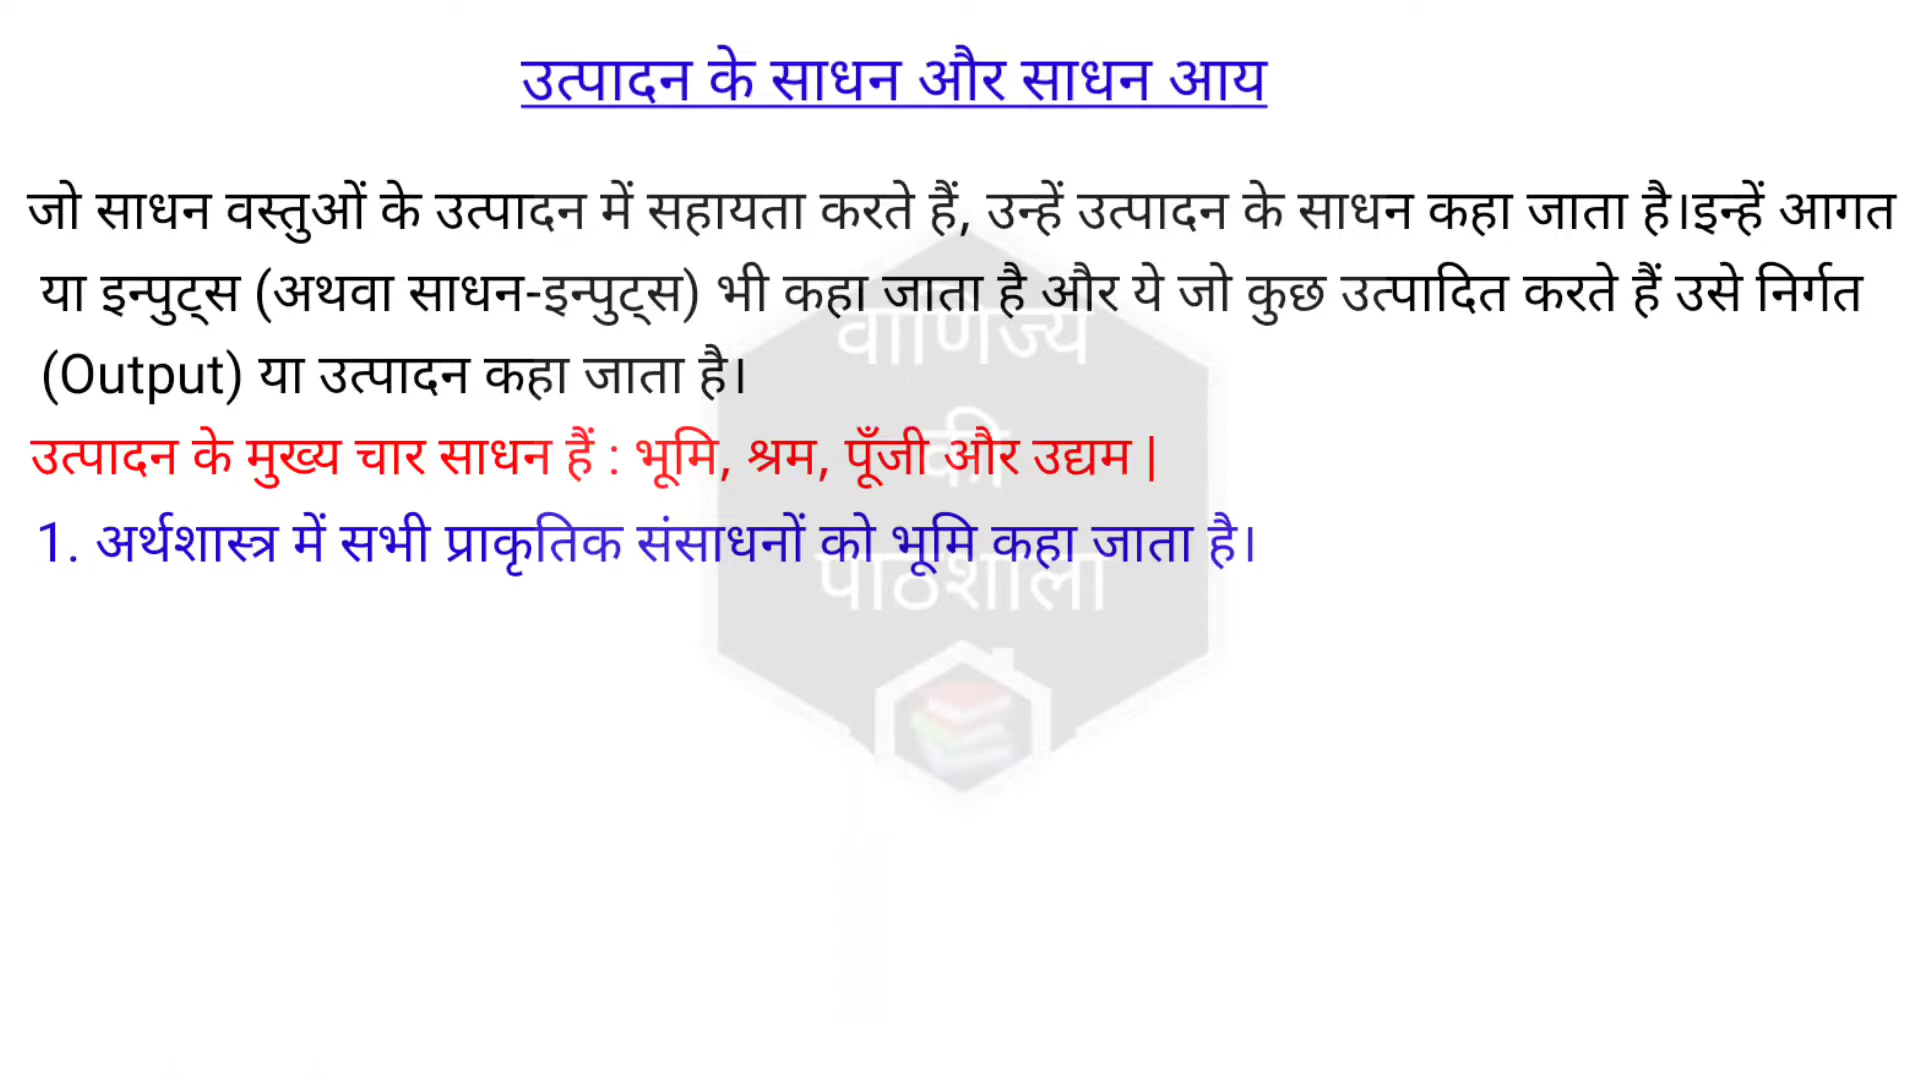 उत्पादन के साधन और साधन आय
जो साधन वस्तुओं के उत्पादन में सहायता करते हैं, उन्हें उत्पादन के साधन कहा जाता है।इन्हें आगत
या इन्पुट्स (अथवा साधन-इन्पुट्स) भी कहा जाता है और ये जो कुछ उत्पादित करते हैं उसे निर्गत
(Output) या उत्पादन कहा जाता है।
उत्पादन के मुख्य चार साधन हैं : भूमि, श्रम, पूँजी और उद्यम |
1. अर्थशास्त्र में सभी प्राकृतिक संसाधनों को भूमि कहा जाता है।
वाणिज्य
की
पाठशाला